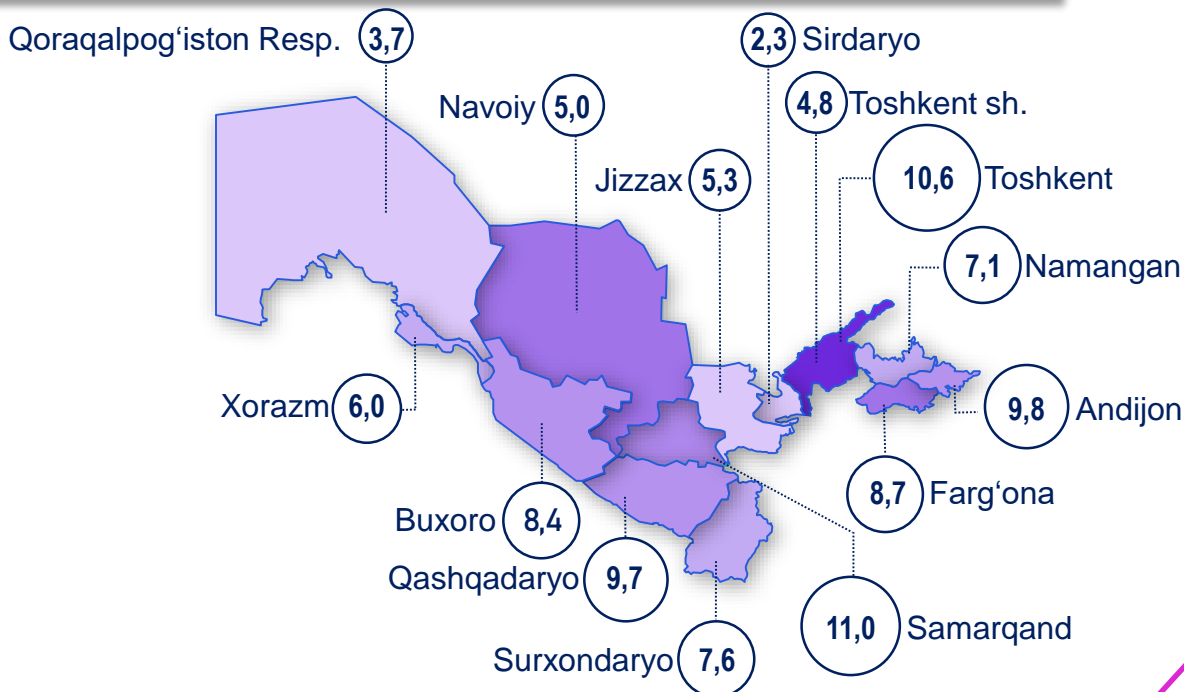 Qoraqalpog‘iston Resp. 3,7
2,3 Sirdaryo
Navoiy 5,0
4,8 Toshkent sh.
Jizzax 5,3
10,6 Toshkent
7,1 Namangan
Xorazm 6,0
9,8 Andijon
8,7 Farg‘ona
Buxoro 8,4
Qashqadaryo 9,7
11,0 Samarqand
Surxondaryo 7,6